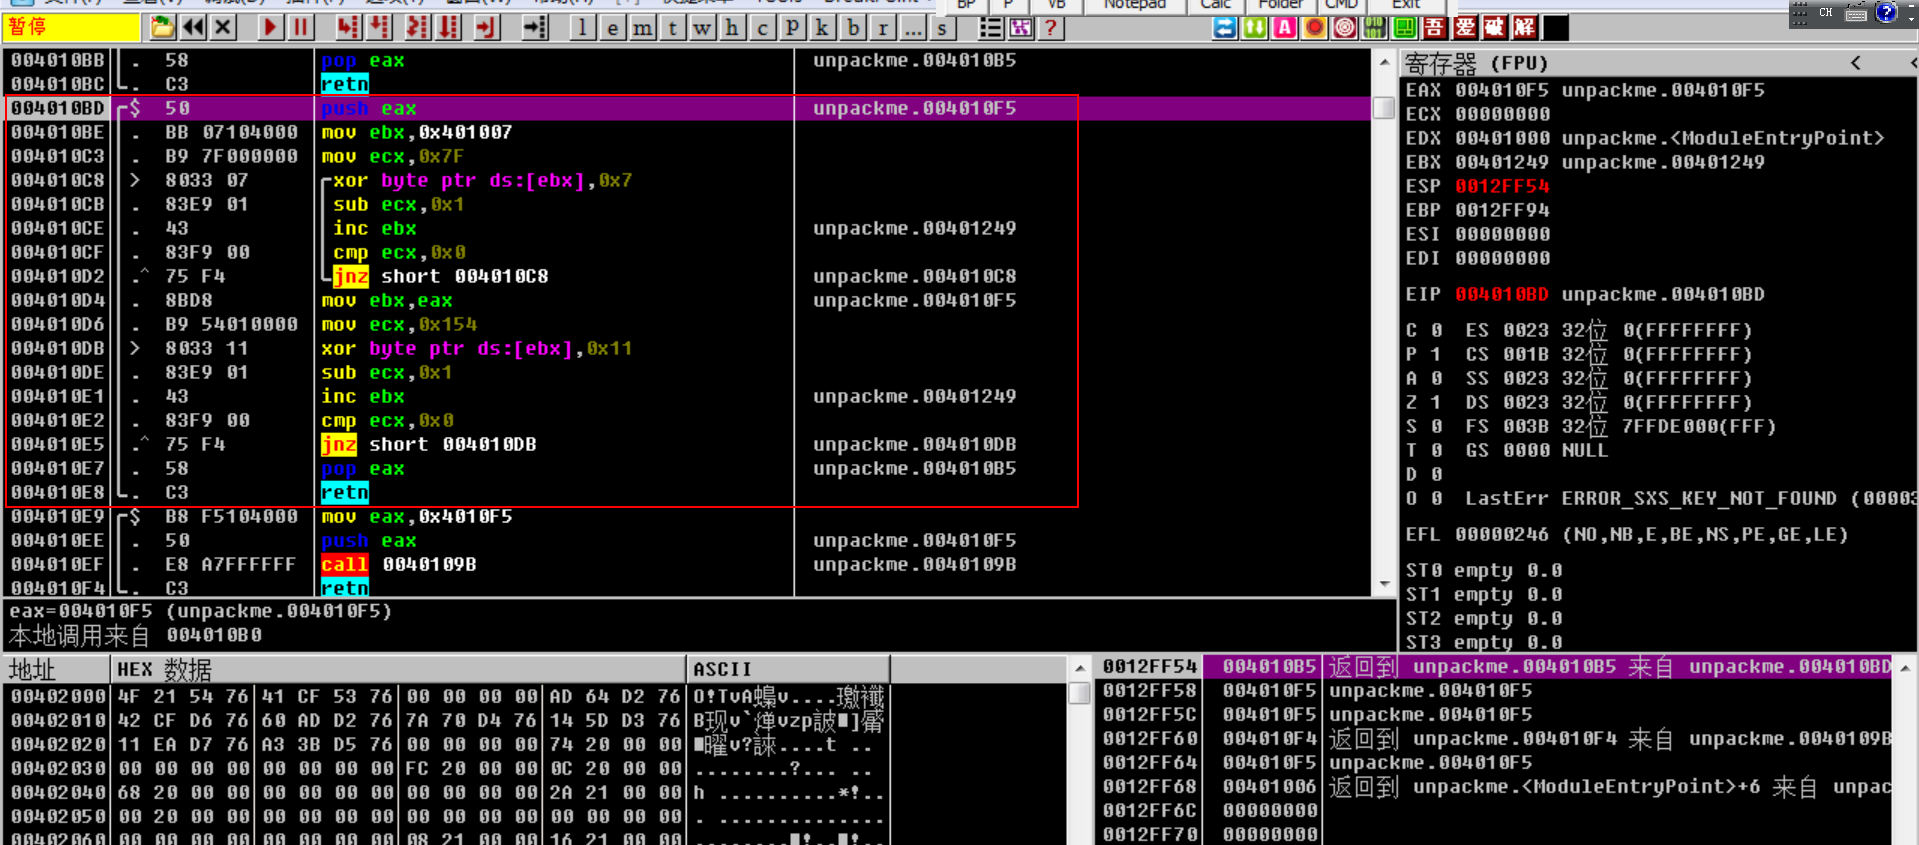 BP P VB Notepad Calc Folder CMD Exit
CH
暂停
l e m t w h c p k b r ... s
吾 爱 破 解
004010BB . 58 pop eax unpackme.004010B5
004010BC . C3 retn
004010BD $ 50 push eax unpackme.004010F5
004010BE . BB 07104000 mov ebx,0x401007
004010C3 . B9 7F000000 mov ecx,0x7F
004010C8 > 8033 07 xor byte ptr ds:[ebx],0x7
004010CB . 83E9 01 sub ecx,0x1
004010CE . 43 inc ebx unpackme.00401249
004010CF . 83F9 00 cmp ecx,0x0
004010D2 .^ 75 F4 jnz short 004010C8 unpackme.004010C8
004010D4 . 8BD8 mov ebx,eax unpackme.004010F5
004010D6 . B9 54010000 mov ecx,0x154
004010DB > 8033 11 xor byte ptr ds:[ebx],0x11
004010DE . 83E9 01 sub ecx,0x1
004010E1 . 43 inc ebx unpackme.00401249
004010E2 . 83F9 00 cmp ecx,0x0
004010E5 .^ 75 F4 jnz short 004010DB unpackme.004010DB
004010E7 . 58 pop eax unpackme.004010B5
004010E8 . C3 retn
004010E9 $ B8 F5104000 mov eax,0x4010F5
004010EE . 50 push eax unpackme.004010F5
004010EF . E8 A7FFFFFF call 0040109B unpackme.0040109B
004010F4 . C3 retn
eax=004010F5 (unpackme.004010F5)
本地调用来自 004010B0
寄存器 (FPU) < <
EAX 004010F5 unpackme.004010F5
ECX 00000000
EDX 00401000 unpackme.<ModuleEntryPoint>
EBX 00401249 unpackme.00401249
ESP 0012FF54
EBP 0012FF94
ESI 00000000
EDI 00000000
EIP 004010BD unpackme.004010BD
C 0 ES 0023 32位 0(FFFFFFFF)
P 1 CS 001B 32位 0(FFFFFFFF)
A 0 SS 0023 32位 0(FFFFFFFF)
Z 1 DS 0023 32位 0(FFFFFFFF)
S 0 FS 003B 32位 7FFDE000(FFF)
T 0 GS 0000 NULL
D 0
O 0 LastErr ERROR_SXS_KEY_NOT_FOUND (00003
EFL 00000246 (NO,NB,E,BE,NS,PE,GE,LE)
ST0 empty 0.0
ST1 empty 0.0
ST2 empty 0.0
ST3 empty 0.0
地址 HEX 数据 ASCII
00402000 4F 21 54 76 41 CF 53 76 00 00 00 00 AD 64 D2 76
00402010 42 CF D6 76 60 AD D2 76 7A 70 D4 76 14 5D D3 76
00402020 11 EA D7 76 A3 3B D5 76 00 00 00 00 74 20 00 00
00402030 00 00 00 00 00 00 00 00 FC 20 00 00 0C 20 00 00 ........?... ..
00402040 68 20 00 00 00 00 00 00 00 00 00 00 2A 21 00 00 h ..........*!..
00402050 00 20 00 00 00 00 00 00 00 00 00 00 00 00 00 00 . ..............
00402060 00 00 00 00 00 00 00 00 08 21 00 00 16 21 00 00
0012FF54 004010B5 返回到 unpackme.004010B5 来自 unpackme.004010BD
0012FF58 004010F5 unpackme.004010F5
0012FF5C 004010F5 unpackme.004010F5
0012FF60 004010F4 返回到 unpackme.004010F4 来自 unpackme.0040109B
0012FF64 004010F5 unpackme.004010F5
0012FF68 00401006 返回到 unpackme.<ModuleEntryPoint>+6 来自 unpac
0012FF6C 00000000
0012FF70 00000000